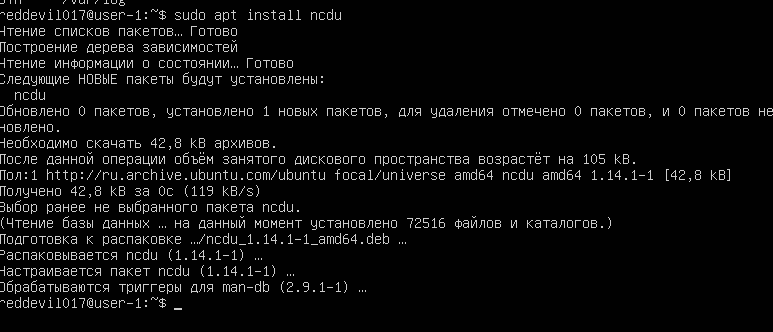 reddevil017@user-1:~$ sudo apt install ncdu
Чтение списков пакетов… Готово
Построение дерева зависимостей
Чтение информации о состоянии… Готово
Следующие НОВЫЕ пакеты будут установлены:
  ncdu
Обновлено 0 пакетов, установлено 1 новых пакетов, для удаления отмечено 0 пакетов, и 0 пакетов не
новлено.
Необходимо скачать 42,8 kB архивов.
После данной операции объём занятого дискового пространства возрастёт на 105 kB.
Пол:1 http://ru.archive.ubuntu.com/ubuntu focal/universe amd64 ncdu amd64 1.14.1-1 [42,8 kB]
Получено 42,8 kB за 0с (119 kB/s)
Выбор ранее не выбранного пакета ncdu.
(Чтение базы данных … на данный момент установлено 72516 файлов и каталогов.)
Подготовка к распаковке …/ncdu_1.14.1-1_amd64.deb …
Распаковывается ncdu (1.14.1-1) …
Настраивается пакет ncdu (1.14.1-1) …
Обрабатываются триггеры для man-db (2.9.1-1) …
reddevil017@user-1:~$ _